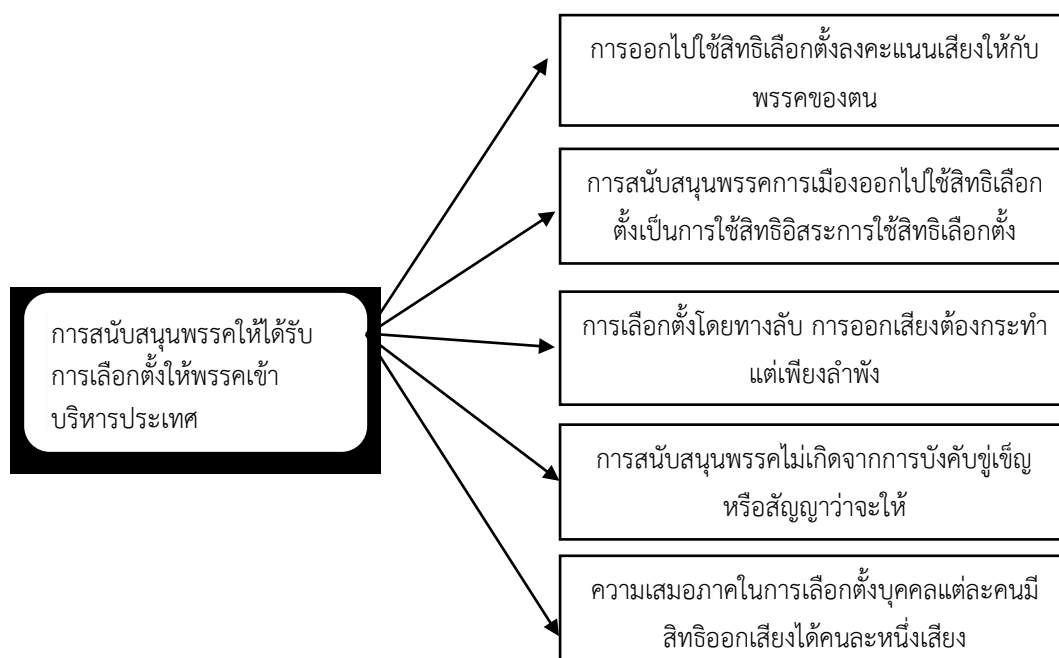 การออกไปใช้สิทธิเลือกตั้งลงคะแนนเสียงให้กับ
พรรคของตน
การสนับสนุนพรรคการเมืองออกไปใช้สิทธิเลือก
ตั้งเป็นการใช้สิทธิอิสระการใช้สิทธิเลือกตั้ง
การสนับสนุนพรรคให้ได้รับ
การเลือกตั้งให้พรรคเข้า
บริหารประเทศ
การเลือกตั้งโดยทางลับ การออกเสียงต้องกระทำ
แต่เพียงลำพัง
การสนับสนุนพรรคไม่เกิดจากการบังคับขู่เข็ญ
หรือสัญญาว่าจะให้
ความเสมอภาคในการเลือกตั้งบุคคลแต่ละคนมี
สิทธิออกเสียงได้คนละหนึ่งเสียง